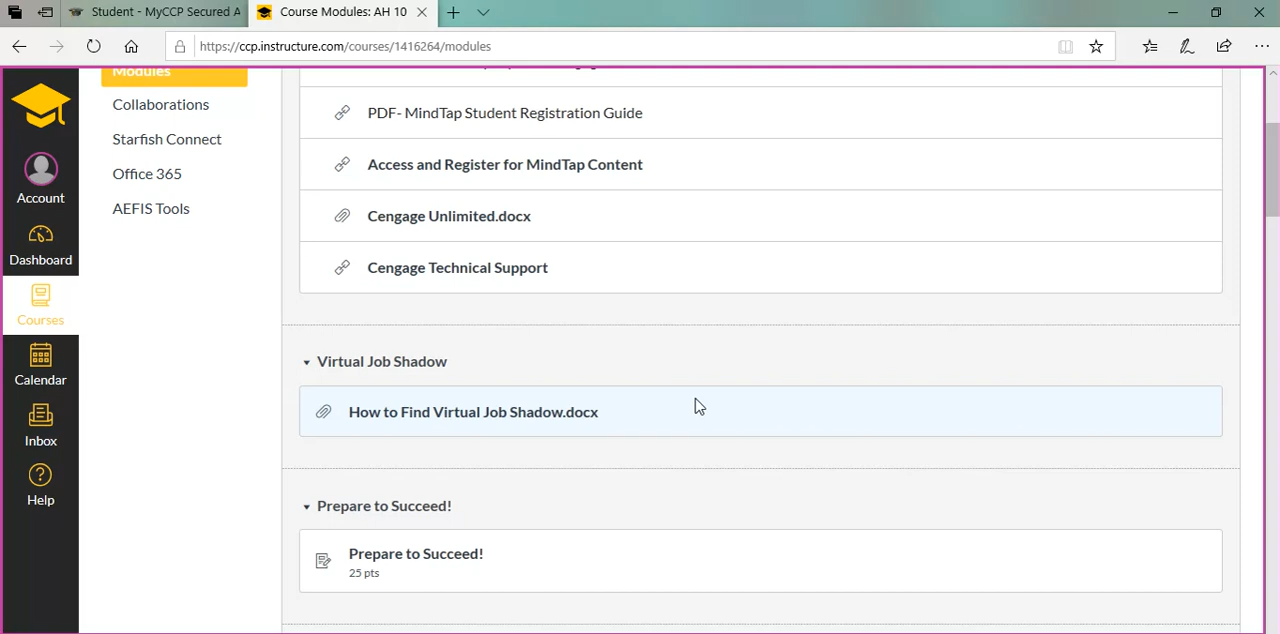 Student - MyCCP Secured A
Course Modules: AH 10
https://ccp.instructure.com/courses/1416264/modules
Modules
Collaborations
Starfish Connect
Office 365
AEFIS Tools
Account
Dashboard
Courses
Calendar
Inbox
Help
PDF- MindTap Student Registration Guide
Access and Register for MindTap Content
Cengage Unlimited.docx
Cengage Technical Support
Virtual Job Shadow
How to Find Virtual Job Shadow.docx
Prepare to Succeed!
Prepare to Succeed!
25 pts